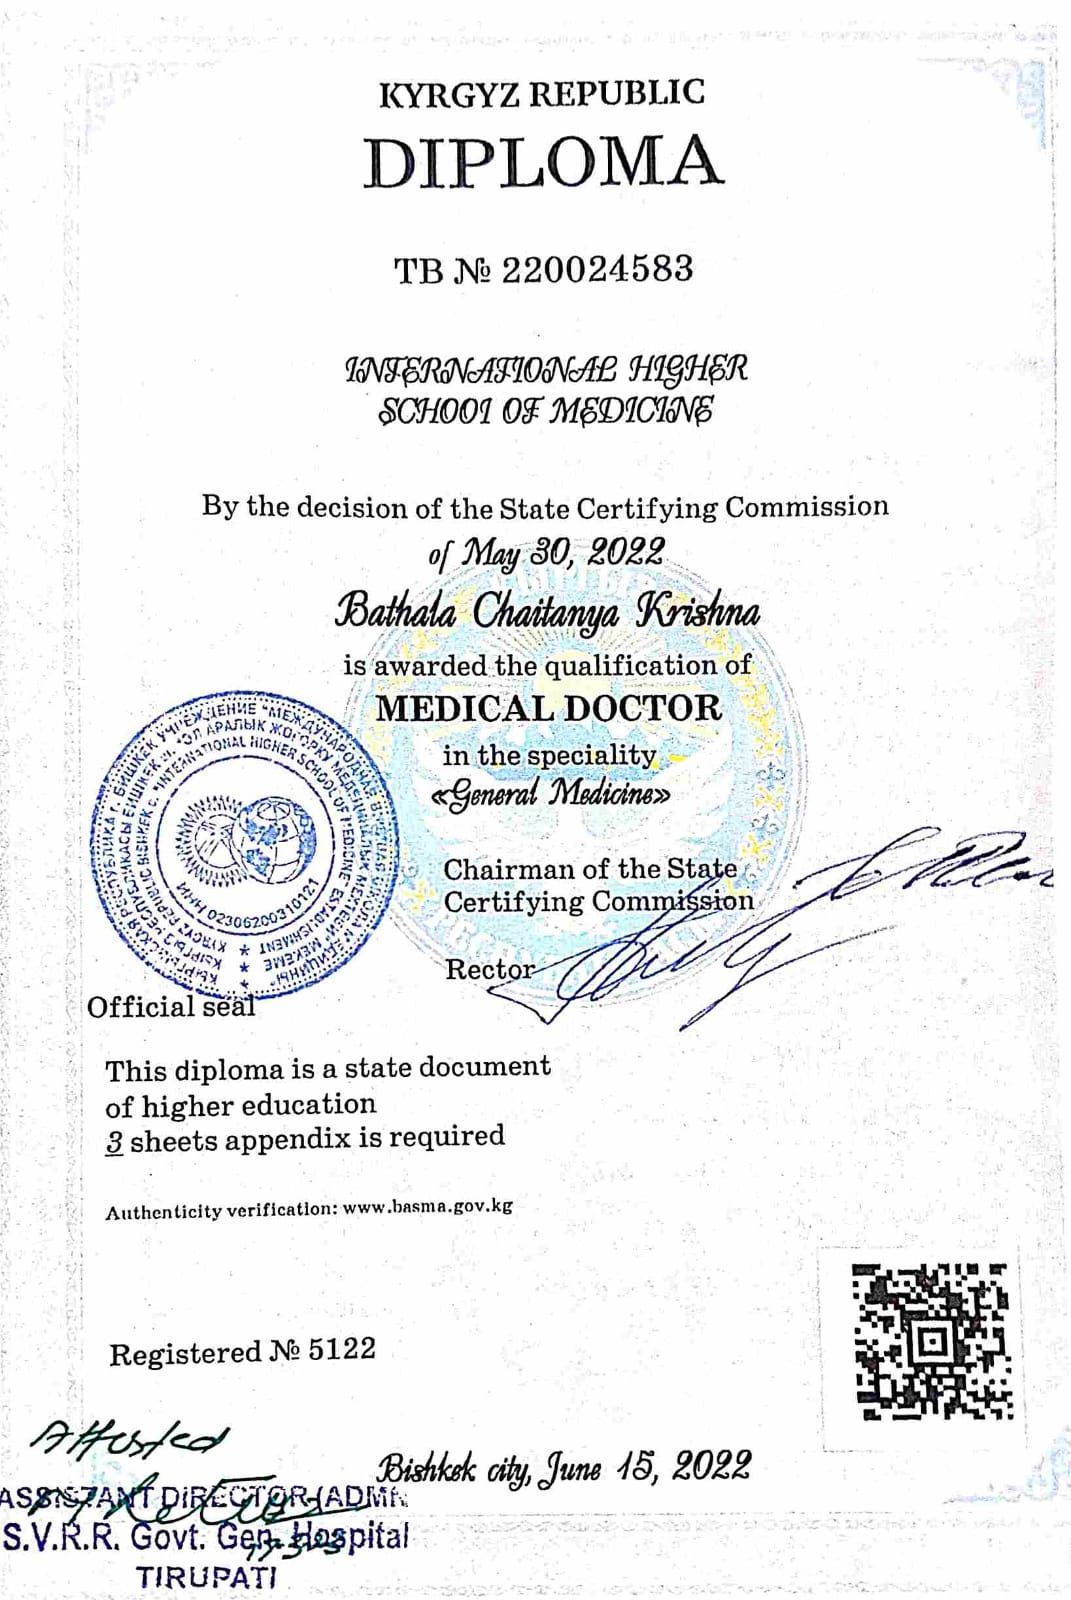 KYRGYZ REPUBLIC
DIPLOMA
TB № 220024583
INTERNATIONAL HIGHER
SCHOOL OF MEDICINE
By the decision of the State Certifying Commission
of May 30, 2022
Bathala Chaitanya Krishna
is awarded the qualification of
MEDICAL DOCTOR
in the speciality
«General Medicine»
Chairman of the State
Certifying Commission
Rector
INTERNATIONAL HIGHER SCHOOL OF MEDICINE
02306200310121
Official seal
This diploma is a state document
of higher education
3 sheets appendix is required
Authenticity verification: www.basma.gov.kg
Registered № 5122
Attested
Bishkek city, June 15, 2022
ASSISTANT DIRECTOR (ADMN
S.V.R.R. Govt. Gen. Hospital
TIRUPATI